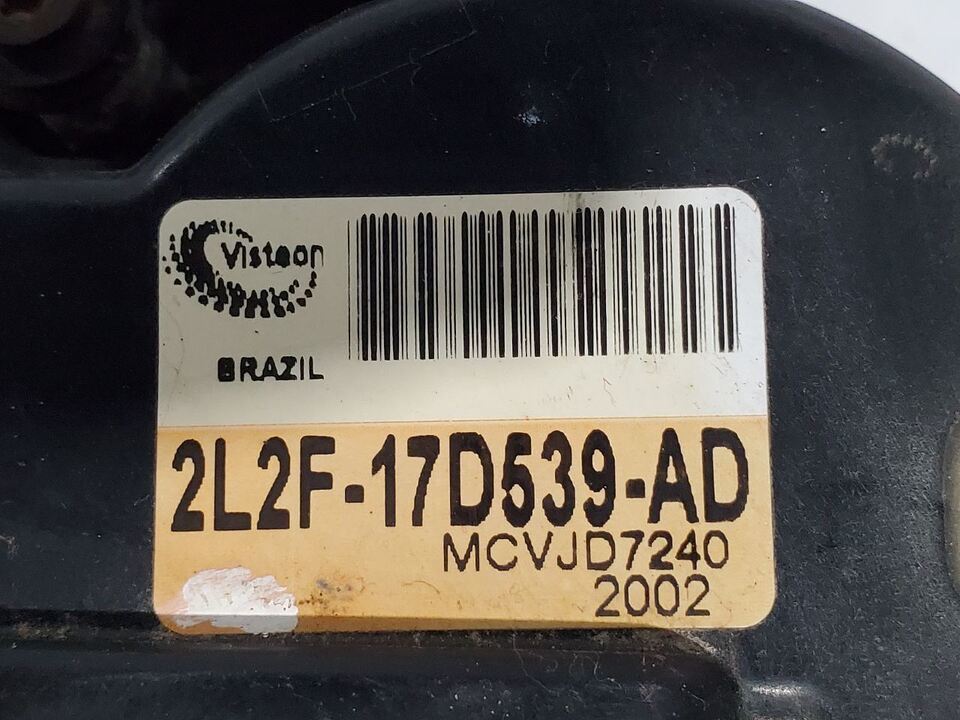 Visteon
BRAZIL
2L2F-17D539-AD
MCVJD7240
2002